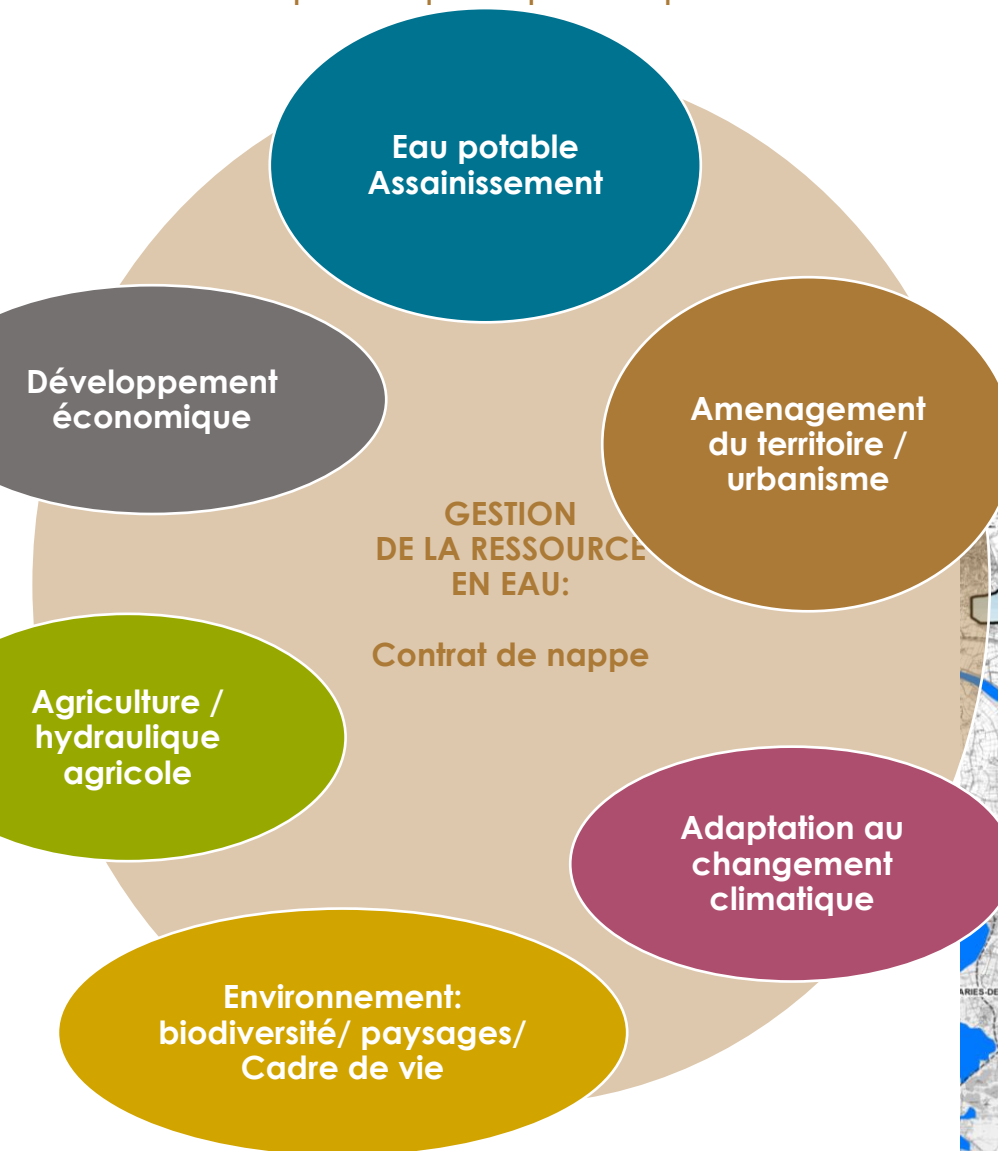 Eau potable
Assainissement
Développement
économique
Amenagement
du territoire /
urbanisme
GESTION
DE LA RESSOURCE
EN EAU:
Contrat de nappe
Agriculture /
hydraulique
agricole
Adaptation au
changement
climatique
Environnement:
biodiversité/ paysages/
Cadre de vie